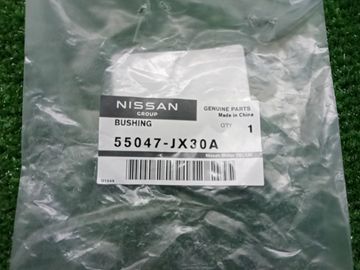 NISSAN
GROUP
GENUINE PARTS
Made in China
BUSHING
QTY 1
55047-JX30A